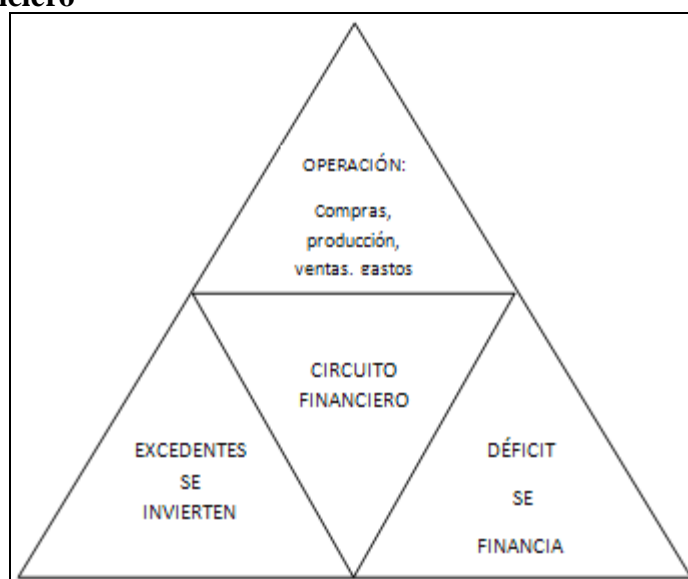 OPERACIÓN:
Compras,
producción,
ventas, gastos
CIRCUITO
FINANCIERO
EXCEDENTES
SE
INVIERTEN
DÉFICIT
SE
FINANCIA